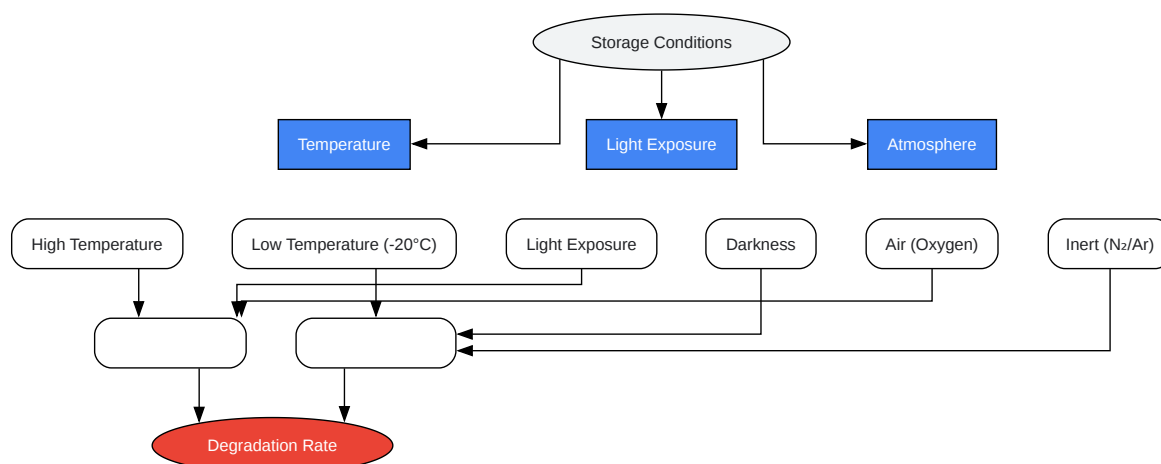 Storage Conditions
Temperature
Light Exposure
Atmosphere
High Temperature
Low Temperature (-20°C)
Light Exposure
Darkness
Air (Oxygen)
Inert (N₂/Ar)
Degradation Rate